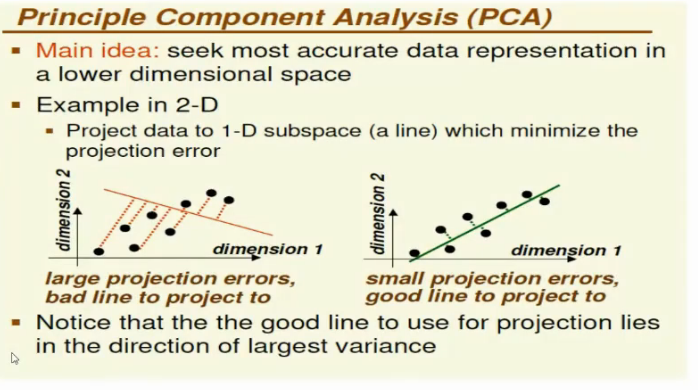 Principle Component Analysis (PCA)
Main idea: seek most accurate data representation in
a lower dimensional space
Example in 2-D
Project data to 1-D subspace (a line) which minimize the
projection error
dimension 2
dimension 1
large projection errors,
bad line to project to
dimension 2
dimension 1
small projection errors,
good line to project to
Notice that the the good line to use for projection lies
in the direction of largest variance